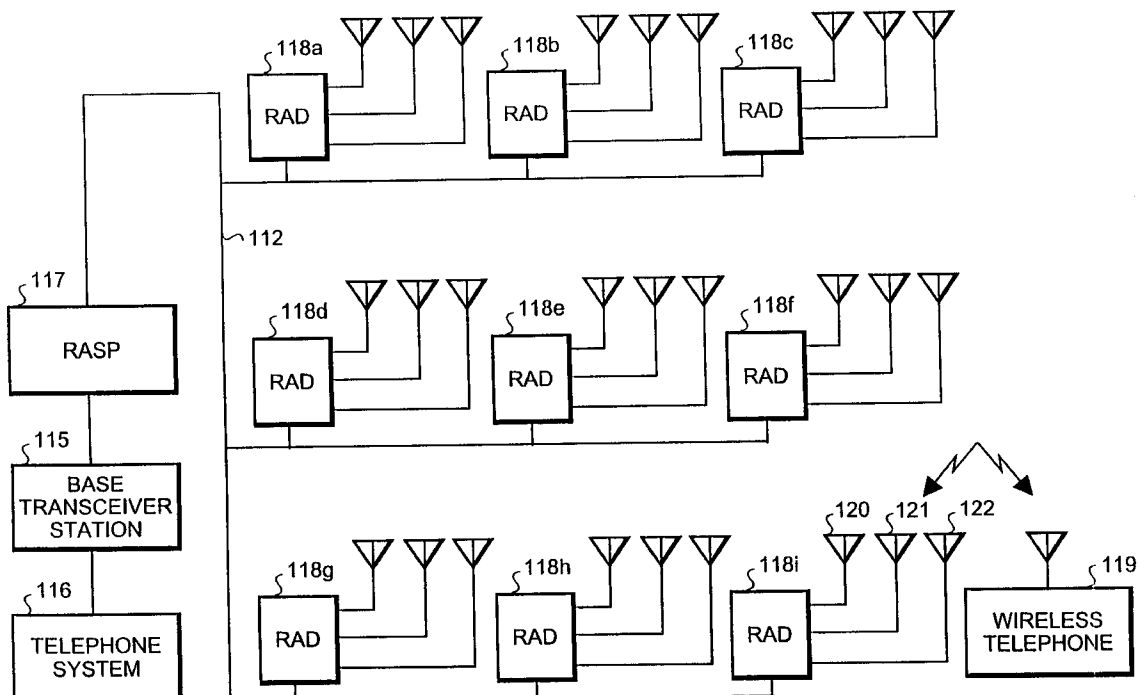 118a
118b
118c
RAD
RAD
RAD
112
117
RASP
118d
118e
118f
RAD
RAD
RAD
115
BASE
TRANSCEIVER
STATION
120
121
122
116
TELEPHONE
SYSTEM
118g
118h
118i
RAD
RAD
RAD
119
WIRELESS
TELEPHONE